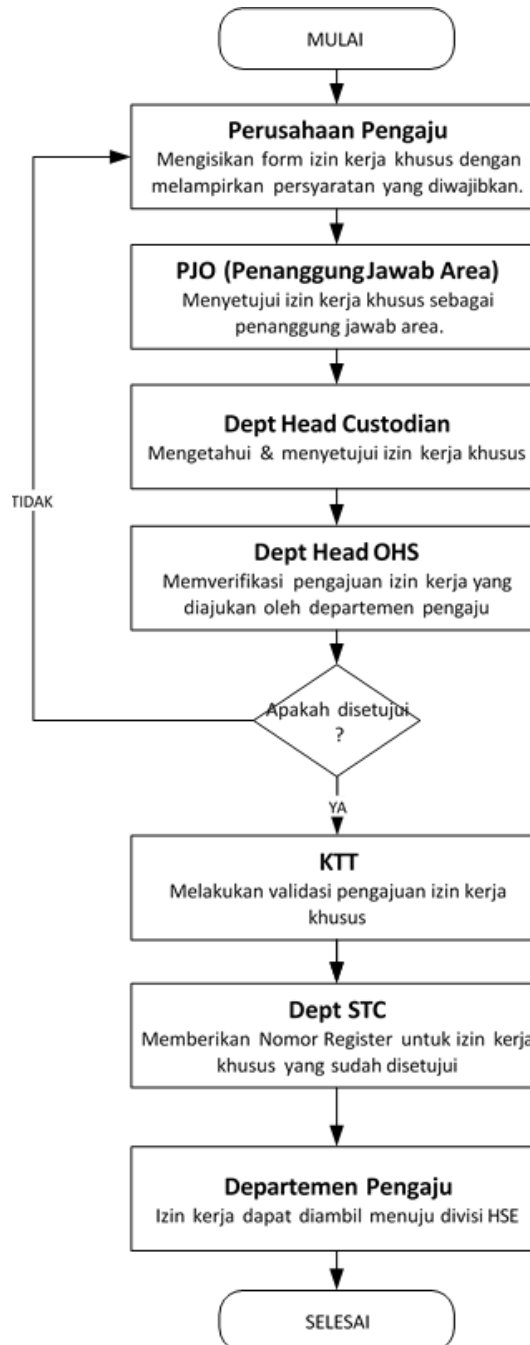 MULAI
Perusahaan Pengaju
Mengisikan form izin kerja khusus dengan
melampirkan persyaratan yang diwajibkan.
PJO (Penanggung Jawab Area)
Menyetujui izin kerja khusus sebagai
penanggung jawab area.
Dept Head Custodian
Mengetahui & menyetujui izin kerja khusus
TIDAK
Dept Head OHS
Memverifikasi pengajuan izin kerja yang
diajukan oleh departemen pengaju
Apakah disetujui
?
YA
KTT
Melakukan validasi pengajuan izin kerja
khusus
Dept STC
Memberikan Nomor Register untuk izin kerja
khusus yang sudah disetujui
Departemen Pengaju
Izin kerja dapat diambil menuju divisi HSE
SELESAI